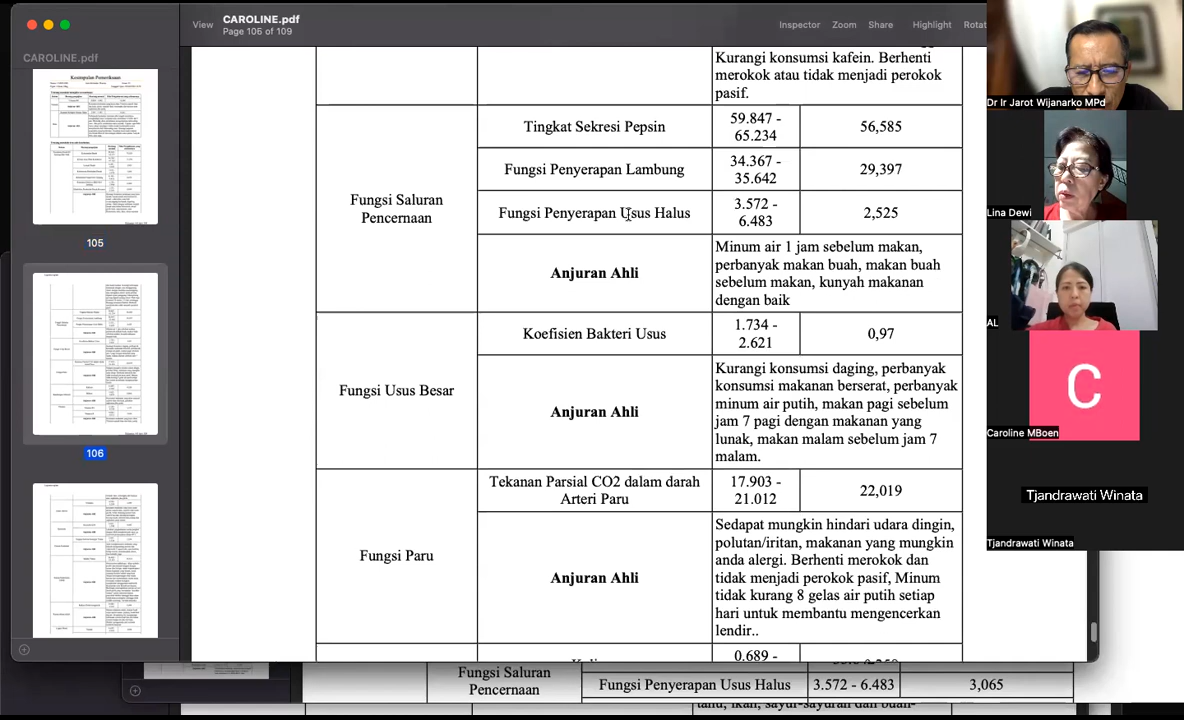 View
CAROLINE.pdf
Page 106 of 109
Inspector
Zoom
Share
Highlight
CAROLINE.pdf
Kesimpulan Pemeriksaan
105
106
Kurangi konsumsi kafein. Berhenti
merokok atau tidak menjadi perokok
pasif.
Fungsi Saluran
Pencernaan
Tingkat Sekresi Pepsin
59.847 -
65.234
56,585
Fungsi Penyerapan Lambung
34.367 -
35.642
29,397
Fungsi Penyerapan Usus Halus
3.572 -
6.483
2,525
Anjuran Ahli
Minum air 1 jam sebelum makan,
perbanyak makan buah, makan buah
sebelum makan, kunyah makanan
dengan baik
Fungsi Usus Besar
Koefisien Bakteri Usus
1.734 -
2.621
0,97
Anjuran Ahli
Kurangi konsumsi daging, perbanyak
konsumsi makanan berserat, perbanyak
minum air putih, makan pagi sebelum
jam 7 pagi dengan makanan yang
lunak, makan malam sebelum jam 7
malam.
Fungsi Paru
Tekanan Parsial CO2 dalam darah
Arteri Paru
17.903 -
21.012
22,019
Anjuran Ahli
Sedapat mungkin hindari udara dingin,
polutan/iritan, makanan yang mungkin
anda alergi. Berhenti merokok dan
tidak menjadi perokok pasif, Minum
tidak kurang 8 gelas air putih setiap
hari untuk membantu mengencerkan
lendir..
0.689 -
Fungsi Saluran
Pencernaan
Fungsi Penyerapan Usus Halus
3.572 - 6.483
3,065
Dr Ir Jarot Wijanarko MPd
Lina Dewi
AL
C
Caroline MBoen
Tjandrawati Winata
Tjandrawati Winata